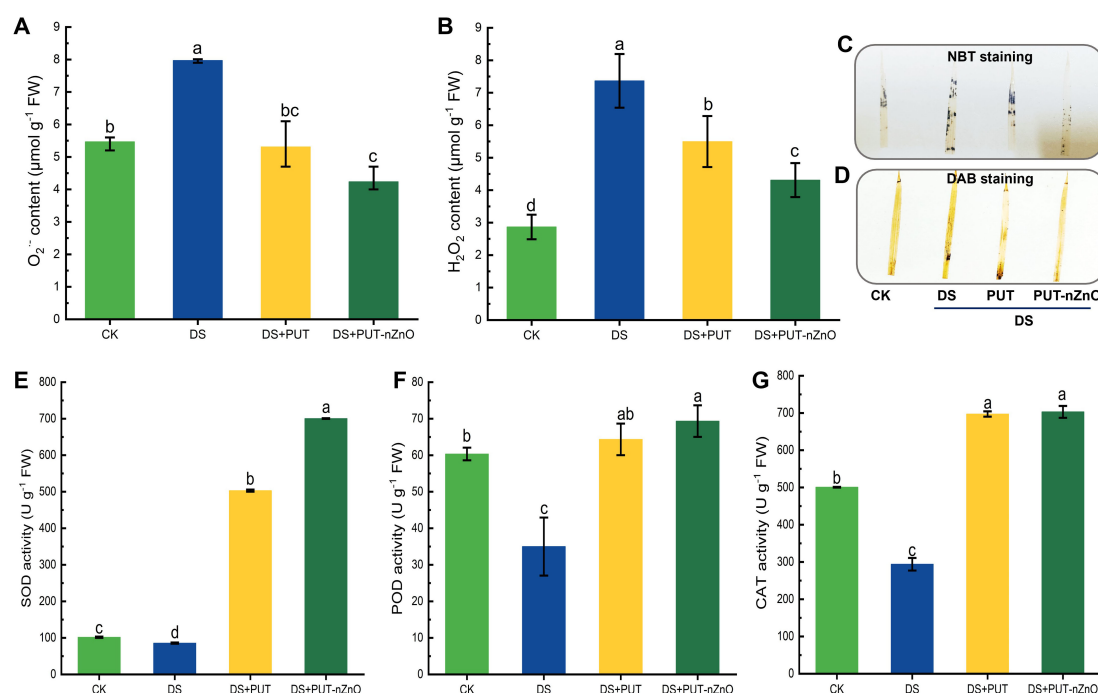 A
O₂˙⁻ content (µmol g⁻¹ FW)
9
8
7
6
5
4
3
2
1
0
b
a
bc
c
CK
DS
DS+PUT
DS+PUT-nZnO
B
H₂O₂ content (µmol g⁻¹ FW)
9
8
7
6
5
4
3
2
1
0
d
a
b
c
CK
DS
DS+PUT
DS+PUT-nZnO
C
NBT staining
D
DAB staining
CK
DS
PUT
PUT-nZnO
DS
E
SOD activity (U g⁻¹ FW)
800
700
600
500
400
300
200
100
0
c
d
b
a
CK
DS
DS+PUT
DS+PUT-nZnO
F
POD activity (U g⁻¹ FW)
80
70
60
50
40
30
20
10
0
b
c
ab
a
CK
DS
DS+PUT
DS+PUT-nZnO
G
CAT activity (U g⁻¹ FW)
800
700
600
500
400
300
200
100
0
b
c
a
a
CK
DS
DS+PUT
DS+PUT-nZnO